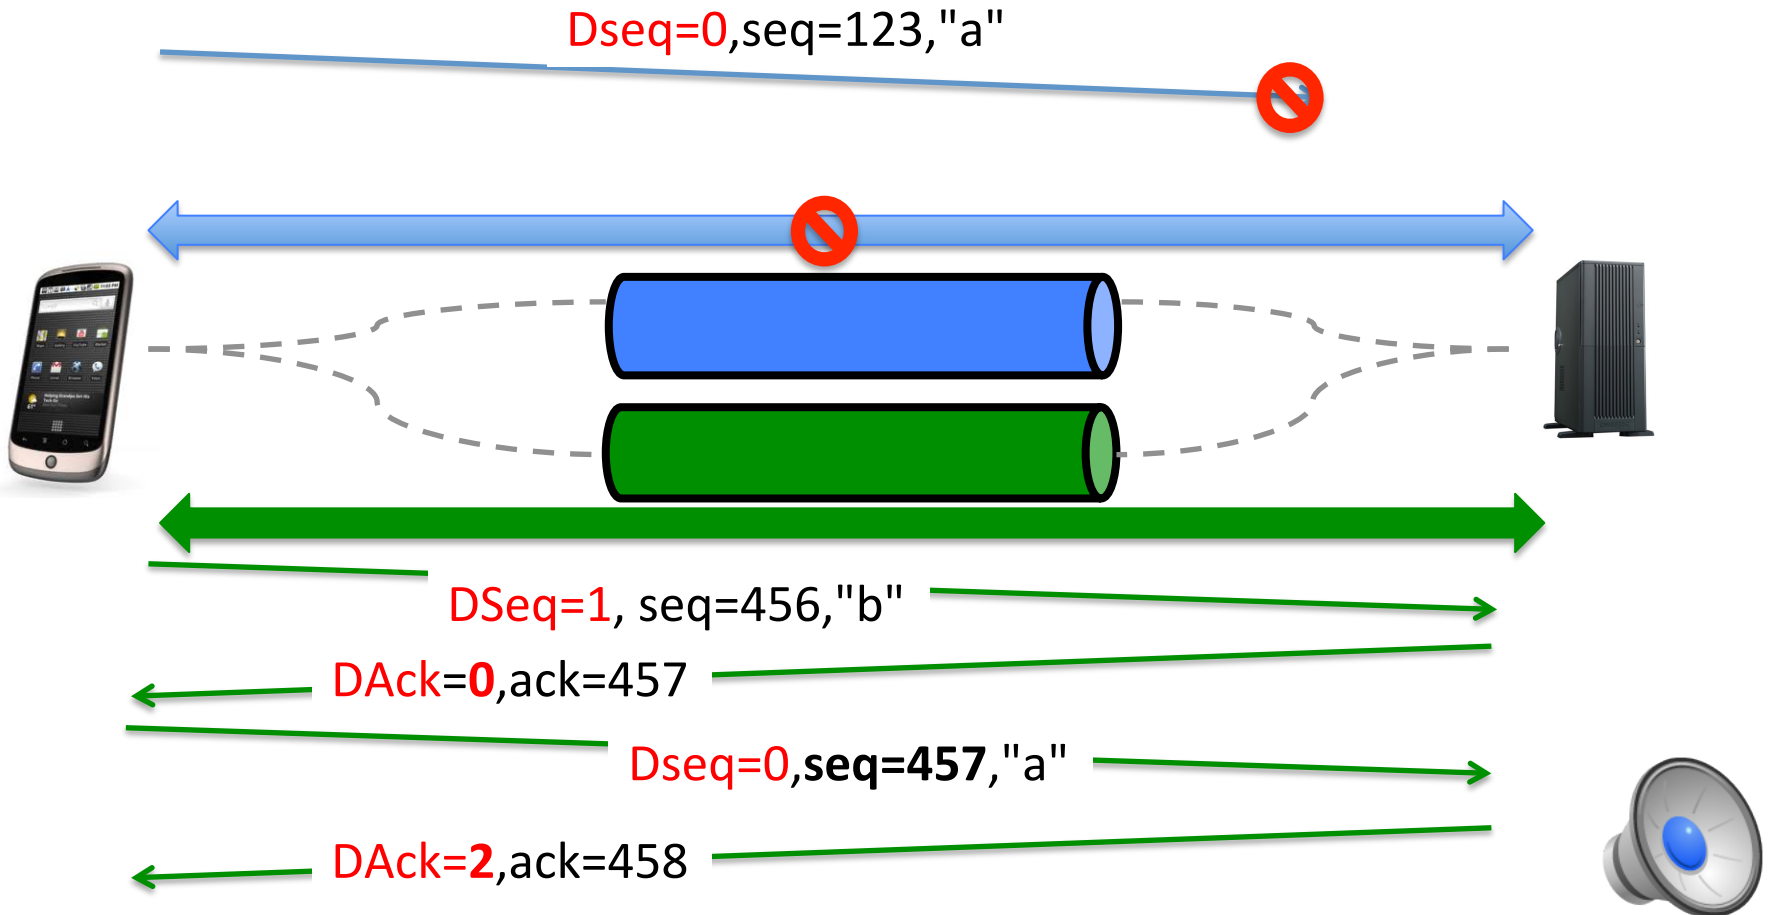 Dseq=0,seq=123,"a"
DSeq=1, seq=456,"b"
DAck=0,ack=457
Dseq=0,seq=457,"a"
DAck=2,ack=458